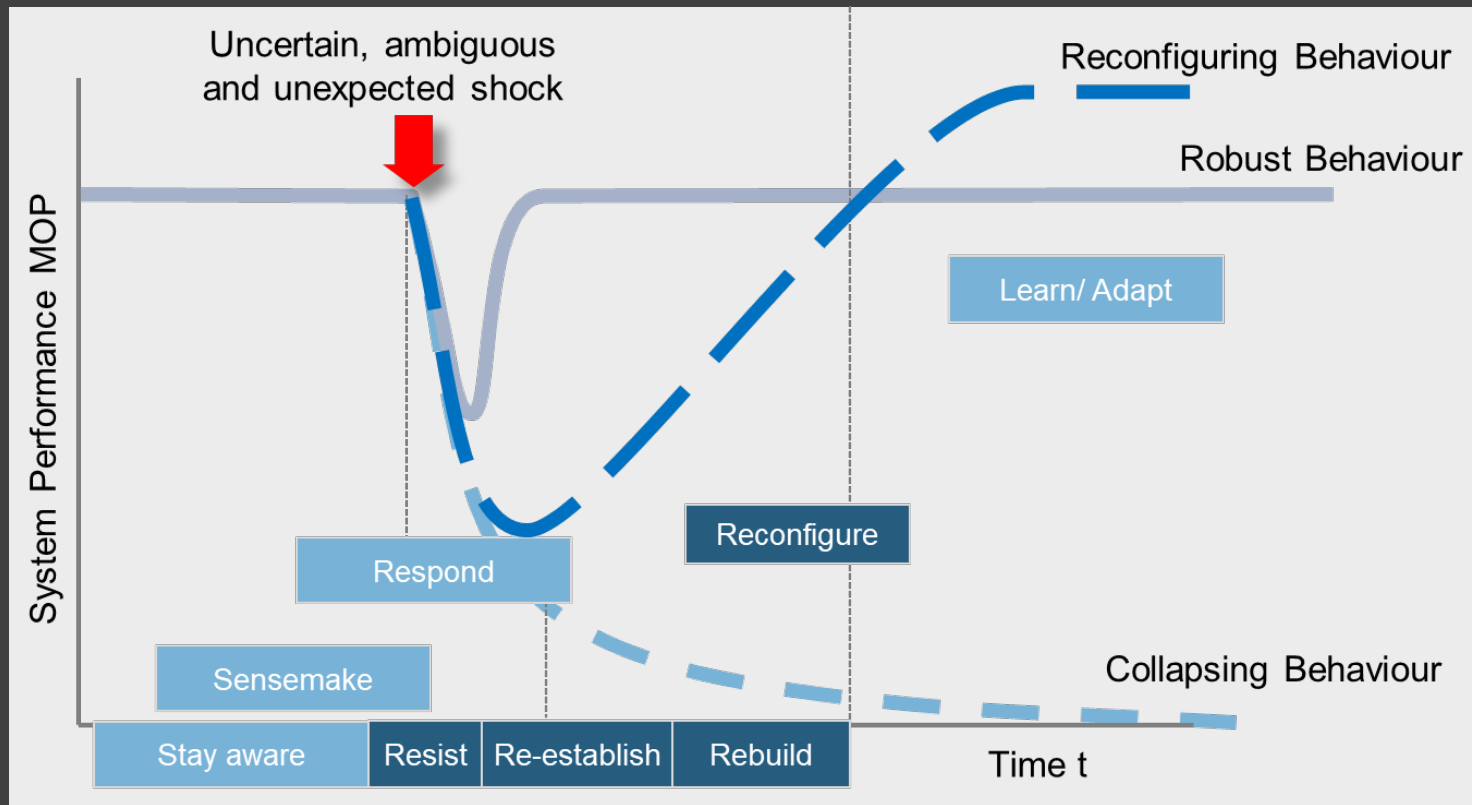 Uncertain, ambiguous
and unexpected shock
Reconfiguring Behaviour
Robust Behaviour
System Performance MOP
Learn/ Adapt
Reconfigure
Respond
Sensemake
Collapsing Behaviour
Stay aware
Resist
Re-establish
Rebuild
Time t